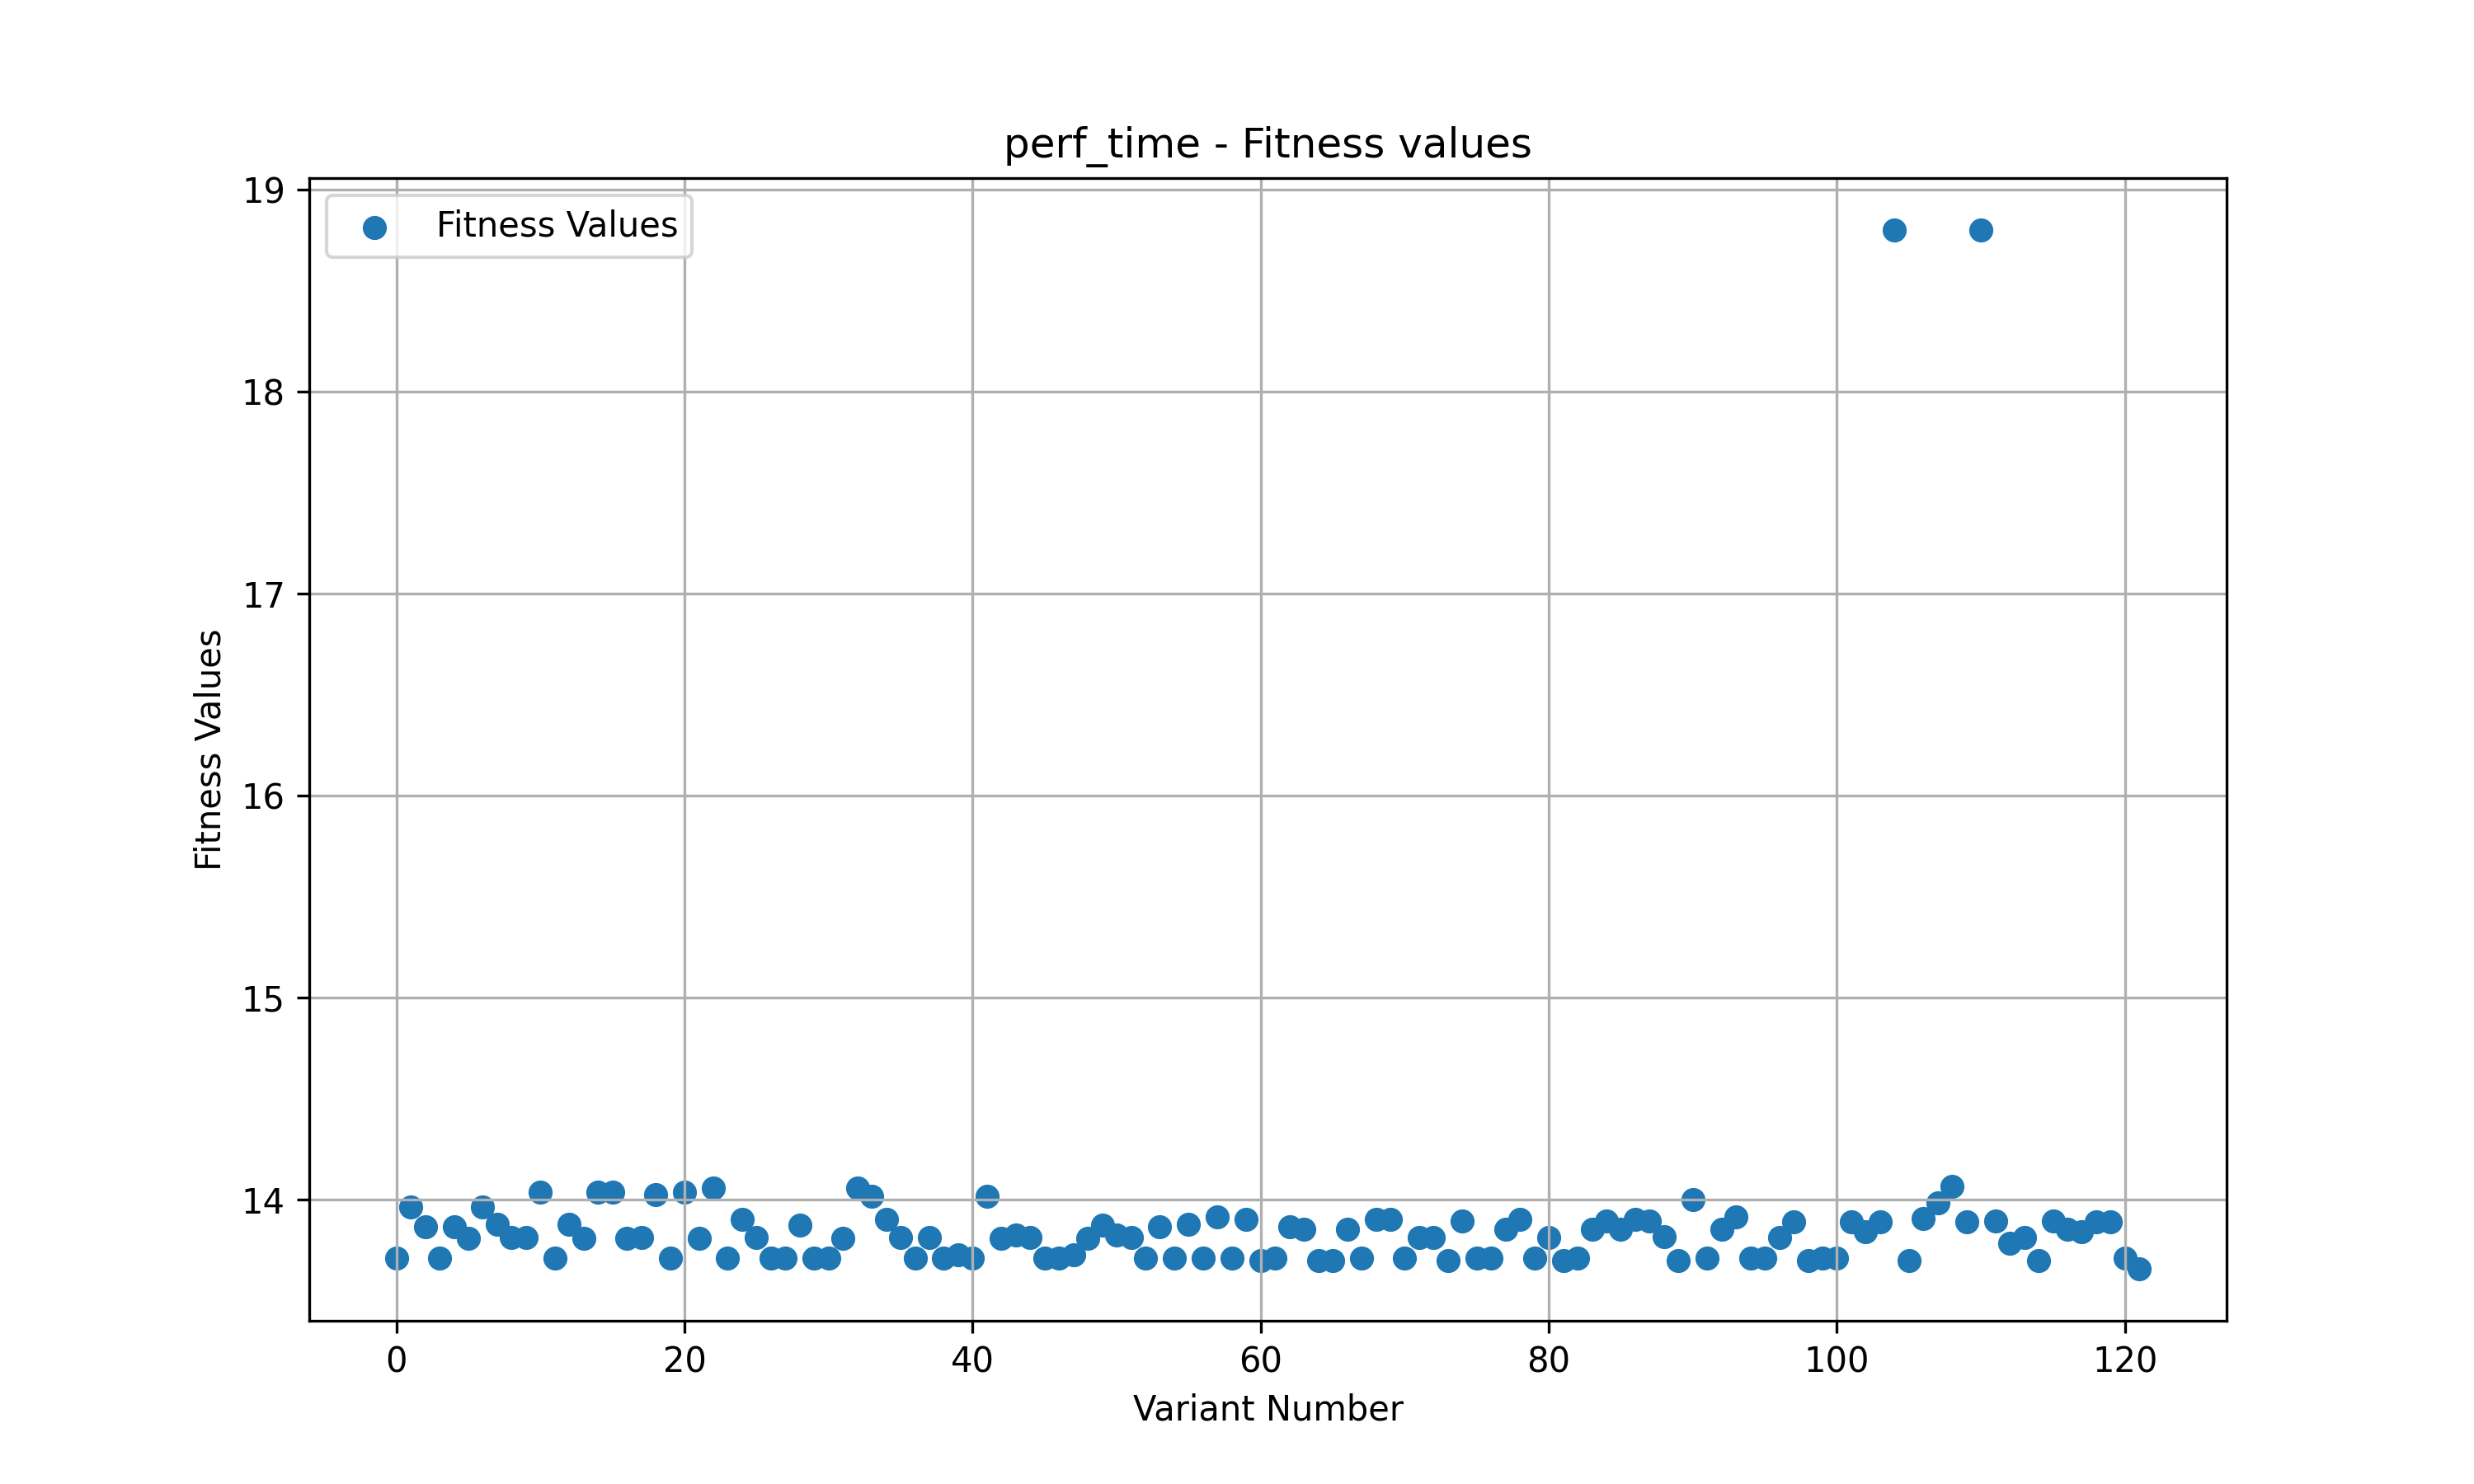 perf_time - Fitness values
Fitness Values
19
18
17
16
15
14
Fitness Values
0 20 40 60 80 100 120
Variant Number